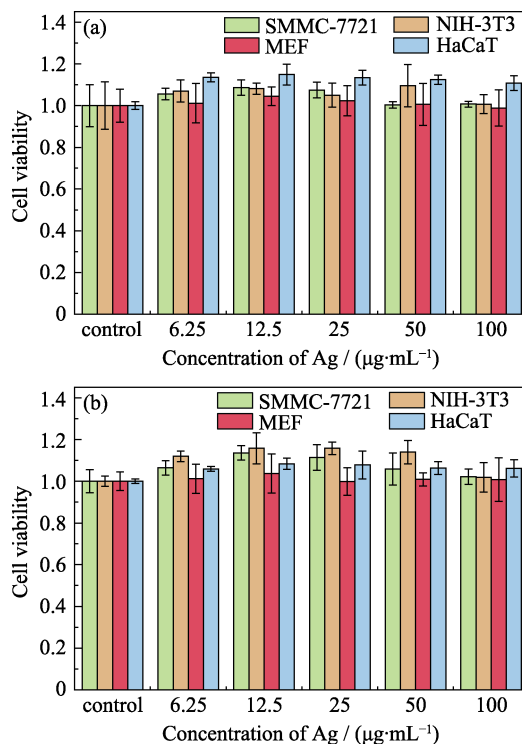 (a)
SMMC-7721 NIH-3T3
MEF HaCaT
1.4
1.2
1.0
0.8
0.6
0.4
0.2
0
Cell viability
control 6.25 12.5 25 50 100
Concentration of Ag / (μg·mL⁻¹)
(b)
SMMC-7721 NIH-3T3
MEF HaCaT
1.4
1.2
1.0
0.8
0.6
0.4
0.2
0
Cell viability
control 6.25 12.5 25 50 100
Concentration of Ag / (μg·mL⁻¹)